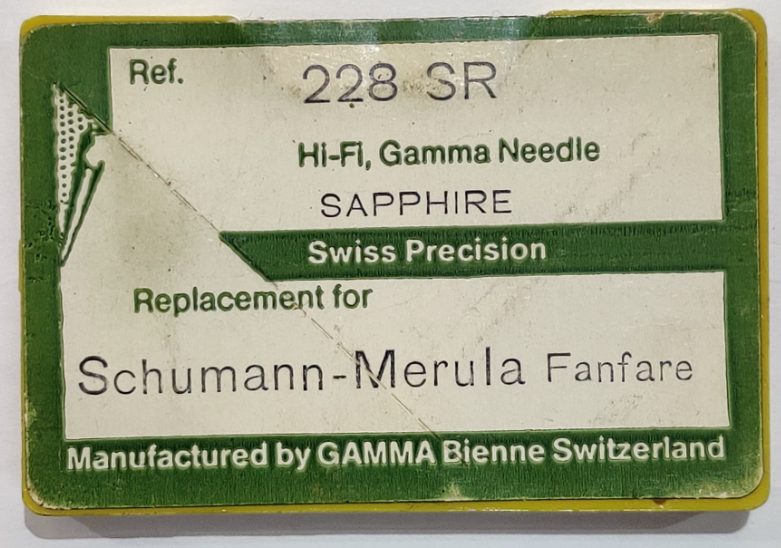 Ref. 228 SR
Hi-Fi, Gamma Needle
SAPPHIRE
Swiss Precision
Replacement for
Schumann-Merula Fanfare
Manufactured by GAMMA Bienne Switzerland